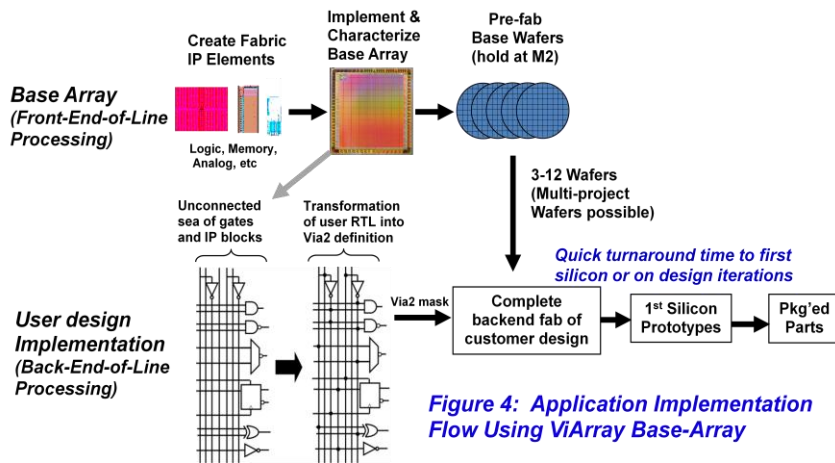 Create Fabric
IP Elements
Implement &
Characterize
Base Array
Pre-fab
Base Wafers
(hold at M2)
Base Array
(Front-End-of-Line
Processing)
Logic, Memory,
Analog, etc
3-12 Wafers
(Multi-project
Wafers possible)
Unconnected
sea of gates
and IP blocks
Transformation
of user RTL into
Via2 definition
Quick turnaround time to first
silicon or on design iterations
User design
Implementation
(Back-End-of-Line
Processing)
Via2 mask
Complete
backend fab of
customer design
1st Silicon
Prototypes
Pkg'ed
Parts
Figure 4: Application Implementation
Flow Using ViArray Base-Array